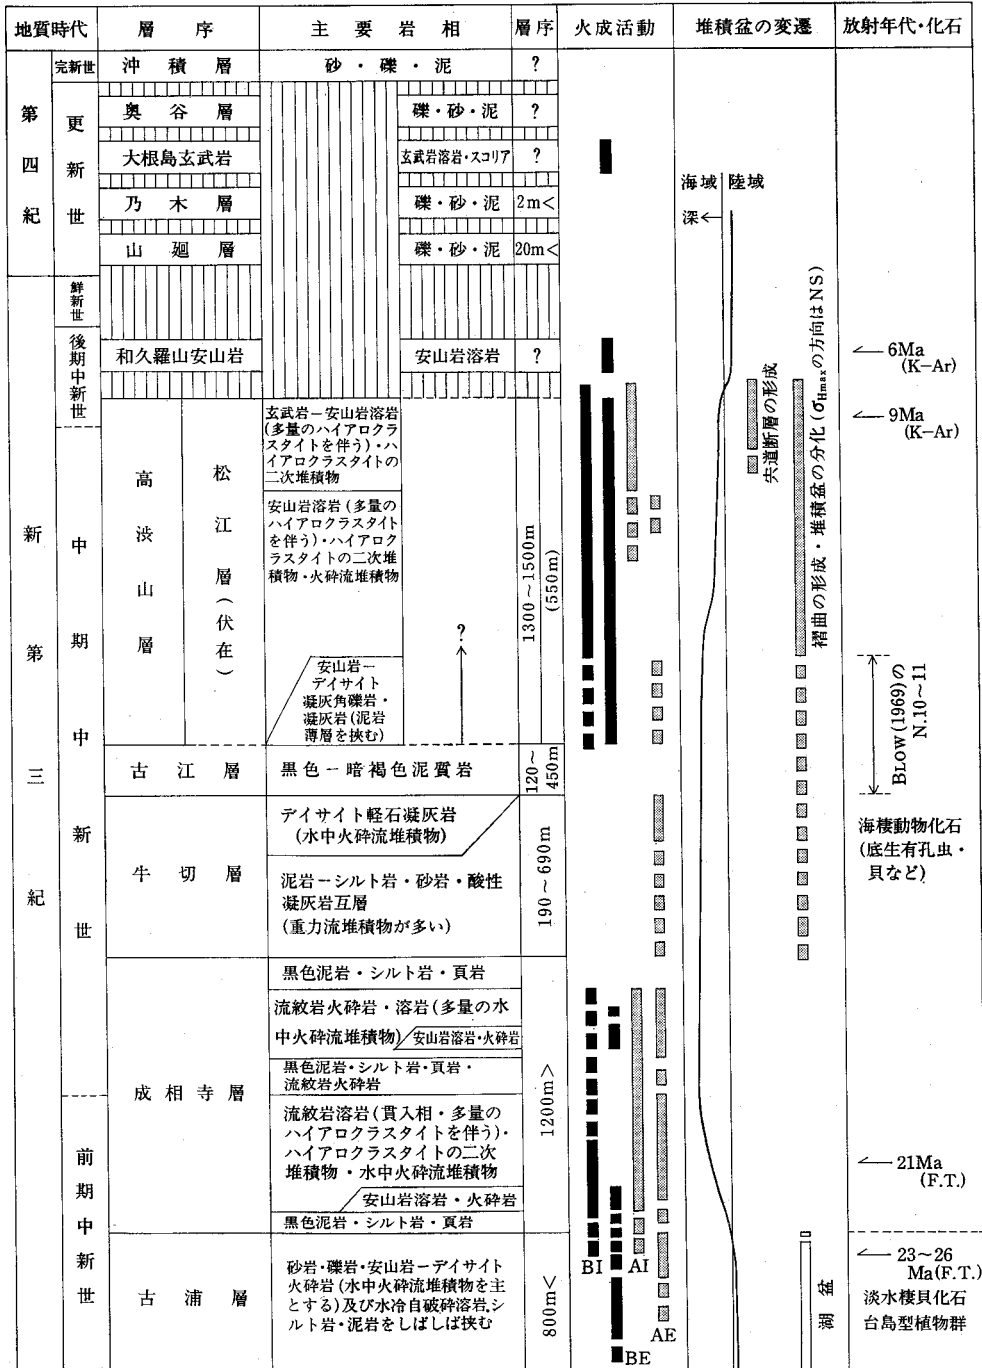 地質時代
層序
主要岩相
層序
火成活動
堆積盆の変遷
放射年代・化石
第四紀
完新世
沖積層
砂・礫・泥
?
更新世
奥谷層
礫・砂・泥
?
大根島玄武岩
玄武岩溶岩・スコリア
?
乃木層
礫・砂・泥
2m<
山廻層
礫・砂・泥
20m<
海域
陸域
深←
新第三紀
鮮新世
後期中新世
和久羅山安山岩
安山岩溶岩
?
6Ma
(K-Ar)
9Ma
(K-Ar)
中期中新世
高渋山層
松江層(伏在)
玄武岩-安山岩溶岩
(多量のハイアロクラ
スタイトを伴う)・ハ
イアロクラスタイトの
二次堆積物
安山岩溶岩(多量の
ハイアロクラスタイト
を伴う)・ハイアロク
ラスタイトの二次堆
積物・火砕流堆積物
?
安山岩-
デイサイト
凝灰角礫岩・
凝灰岩(泥岩
薄層を挟む)
1300~1500m
(550m)
宍道断層の形成
褶曲の形成・堆積盆の分化(σHmaxの方向はNS)
BLOW(1969)の
N.10~11
古江層
黒色-暗褐色泥質岩
120~
450m
牛切層
デイサイト軽石凝灰岩
(水中火砕流堆積物)
泥岩-シルト岩・砂岩・酸性
凝灰岩互層
(重力流堆積物が多い)
190~690m
海棲動物化石
(底生有孔虫・
貝など)
成相寺層
黒色泥岩・シルト岩・頁岩
流紋岩火砕岩・溶岩(多量の水
中火砕流堆積物)
安山岩溶岩・火砕岩
黒色泥岩・シルト岩・頁岩・
流紋岩火砕岩
流紋岩溶岩(貫入相・多量の
ハイアロクラスタイトを伴う)・
ハイアロクラスタイトの二次
堆積物・水中火砕流堆積物
安山岩溶岩・火砕岩
黒色泥岩・シルト岩・頁岩
1200m>
21Ma
(F.T.)
前期中新世
古浦層
砂岩・礫岩・安山岩-デイサイト
火砕岩(水中火砕流堆積物を主
とする)及び水冷自破砕溶岩、シ
ルト岩・泥岩をしばしば挟む
800m<
BI
AI
AE
BE
湖盆
23~26
Ma(F.T.)
淡水棲貝化石
台島型植物群